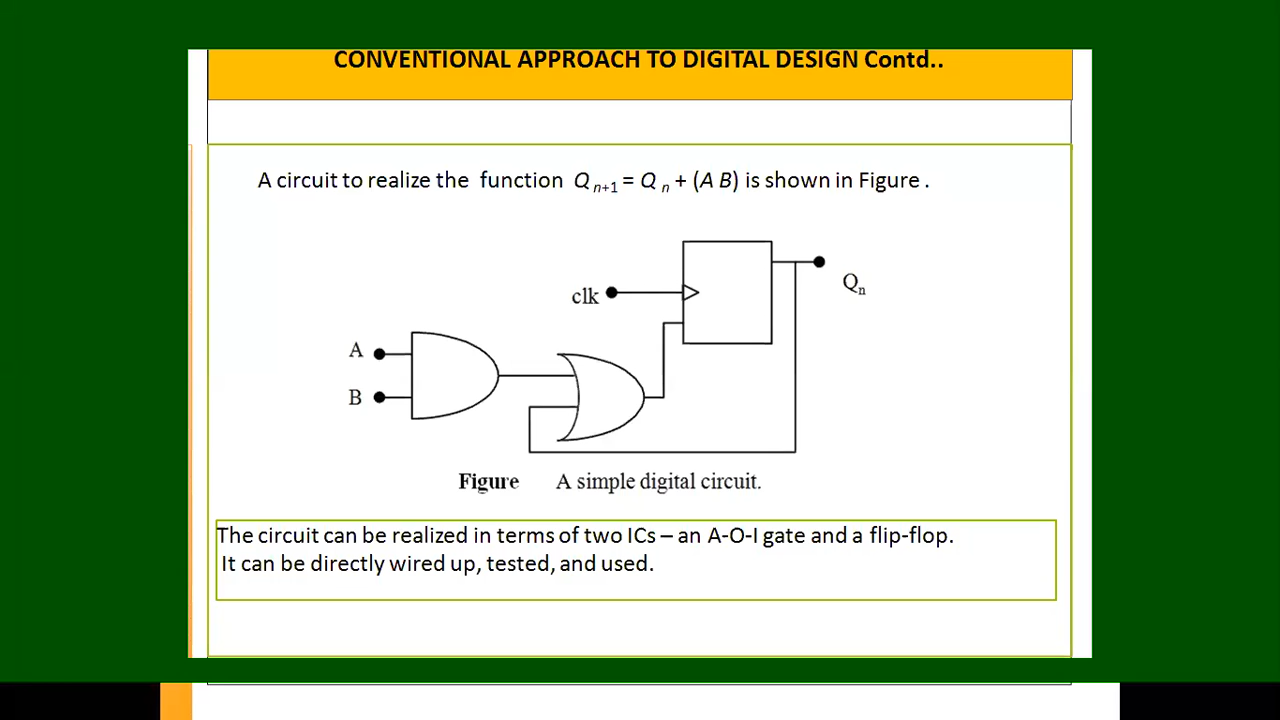 CONVENTIONAL APPROACH TO DIGITAL DESIGN Contd..
A circuit to realize the function Q n+1 = Q n + (A B) is shown in Figure .
clk
Qn
A
B
Figure A simple digital circuit.
The circuit can be realized in terms of two ICs – an A-O-I gate and a flip-flop.
It can be directly wired up, tested, and used.